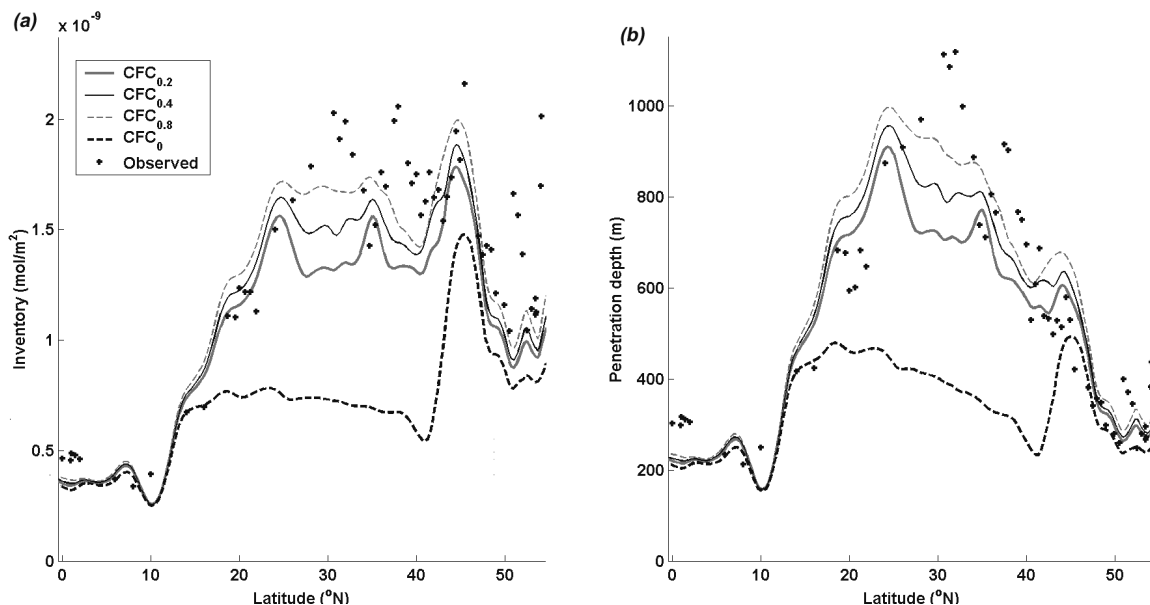 (a)
x 10⁻⁹
CFC₀.₂
CFC₀.₄
CFC₀.₈
CFC₀
Observed
2
1.5
1
0.5
0
Inventory (mol/m²)
0 10 20 30 40 50
Latitude (°N)
(b)
1000
800
600
400
200
0
Penetration depth (m)
0 10 20 30 40 50
Latitude (°N)